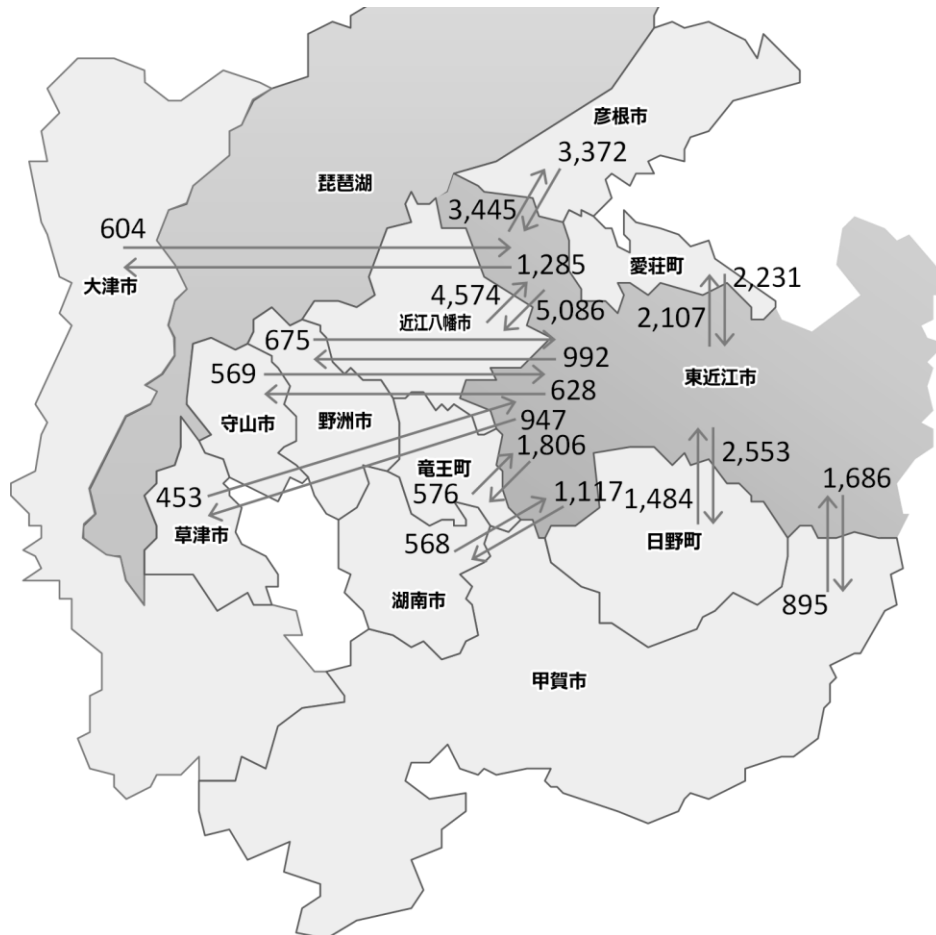 彦根市
3,372
琵琶湖
3,445
604
大津市
1,285
愛荘町
2,231
4,574
5,086
近江八幡市
2,107
675
992
569
628
東近江市
守山市
野洲市
947
1,806
2,553
竜王町
576
453
1,117
1,484
1,686
草津市
568
日野町
湖南市
895
甲賀市